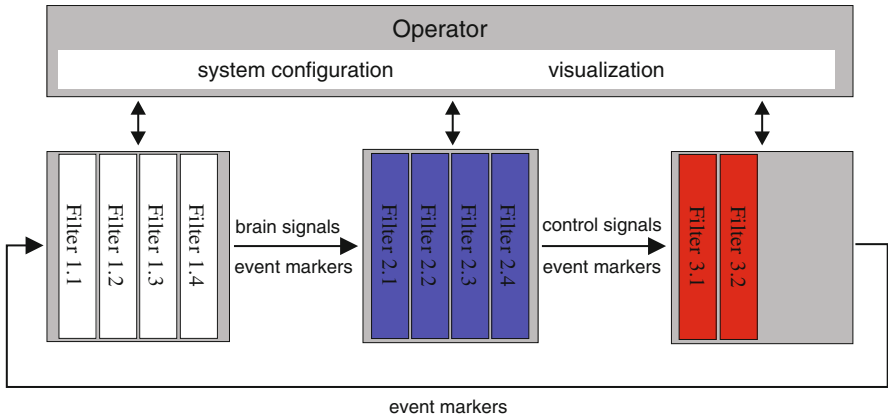 Operator
system configuration visualization
Filter 1.1
Filter 1.2
Filter 1.3
Filter 1.4
brain signals
event markers
Filter 2.1
Filter 2.2
Filter 2.3
Filter 2.4
control signals
event markers
Filter 3.1
Filter 3.2
event markers